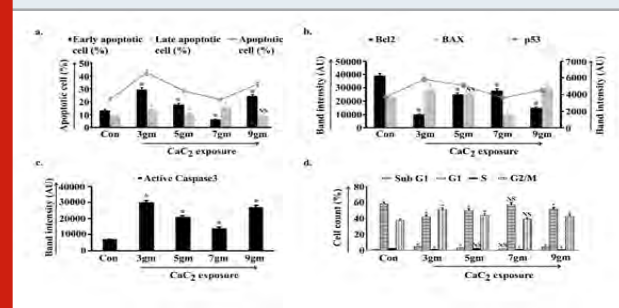 a.
Early apoptotic cell (%)
Late apoptotic cell (%)
Apoptotic cell (%)
Apoptotic cell (%)
50
40
30
20
10
0
Con 3gm 5gm 7gm 9gm
CaC2 exposure
b.
Bcl2 BAX p53
Band intensity (AU)
50000
40000
30000
20000
10000
0
7000
6000
4000
2000
0
Band intensity (AU)
Con 3gm 5gm 7gm 9gm
CaC2 exposure
c.
Active Caspase3
Band intensity (AU)
40000
30000
20000
10000
0
Con 3gm 5gm 7gm 9gm
CaC2 exposure
d.
Sub G1 G1 S G2/M
Cell count (%)
80
60
40
20
0
NS
NS
NS
Con 3gm 5gm 7gm 9gm
CaC2 exposure